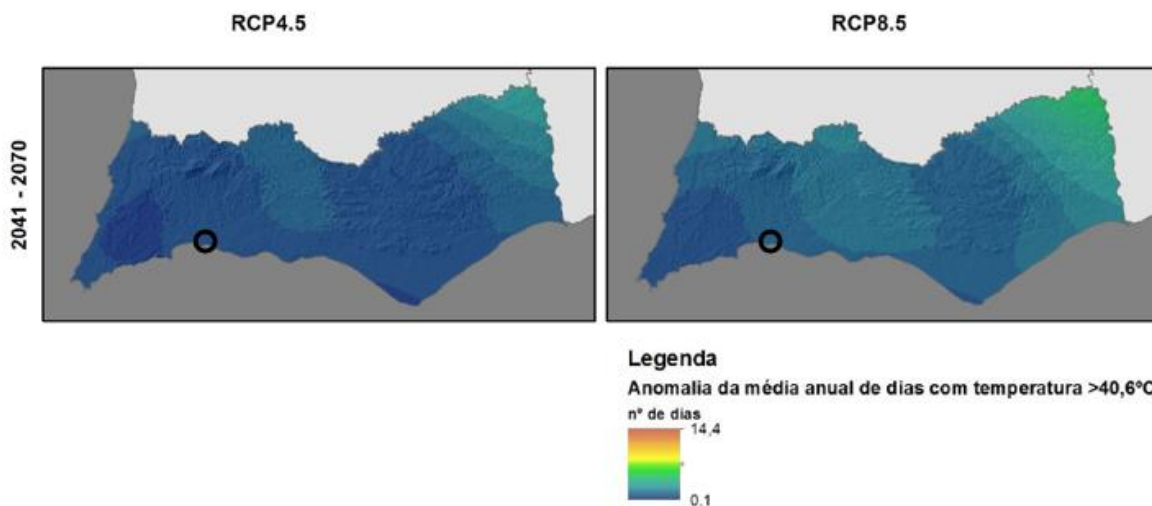 RCP4.5
RCP8.5
2041 - 2070
Legenda
Anomalia da média anual de dias com temperatura >40,6ºC
nº de dias
14,4
0,1